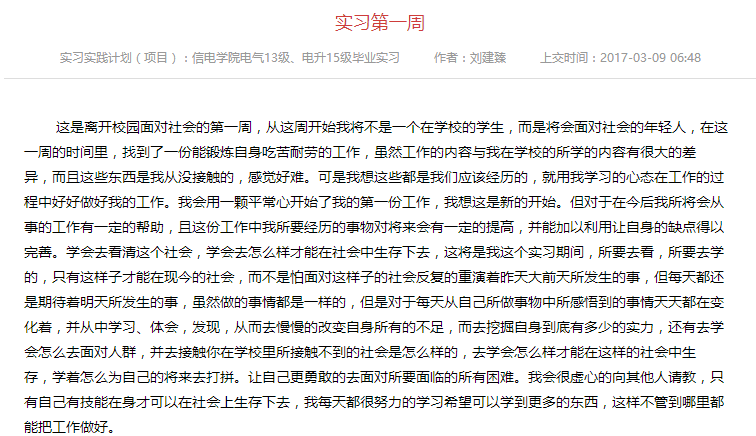 实习第一周
实习实践计划（项目）：信电学院电气13级、电升15级毕业实习 作者：刘建臻 上交时间：2017-03-09 06:48
这是离开校园面对社会的第一周，从这周开始我将不是一个在学校的学生，而是将会面对社会的年轻人，在这
一周的时间里，找到了一份能锻炼自身吃苦耐劳的工作，虽然工作的内容与我在学校的所学的内容有很大的差
异，而且这些东西是我从没接触的，感觉好难。可是我想这些都是我们应该经历的，就用我学习的心态在工作的过
程中好好做好我的工作。我会用一颗平常心开始了我的第一份工作，我想这是新的开始。但对于在今后我所将会从
事的工作有一定的帮助，且这份工作中我所要经历的事物对将来会有一定的提高，并能加以利用让自身的缺点得以
完善。学会去看清这个社会，学会去怎么样才能在社会中生存下去，这将是我这个实习期间，所要去看，所要去学
的，只有这样子才能在现今的社会，而不是怕面对这样子的社会反复的重演着昨天大前天所发生的事，但每天都还
是期待着明天所发生的事，虽然做的事情都是一样的，但是对于每天从自己所做事物中所感悟到的事情天天都在变
化着，并从中学习、体会，发现，从而去慢慢的改变自身所有的不足，而去挖掘自身到底有多少的实力，还有去学
会怎么去面对人群，并去接触你在学校里所接触不到的社会是怎么样的，去学会怎么样才能在这样的社会中生
存，学着怎么为自己的将来去打拼。让自己更勇敢的去面对所要面临的所有困难。我会很虚心的向其他人请教，只
有自己有技能在身才可以在社会上生存下去，我每天都很努力的学习希望可以学到更多的东西，这样不管到哪里都
能把工作做好。